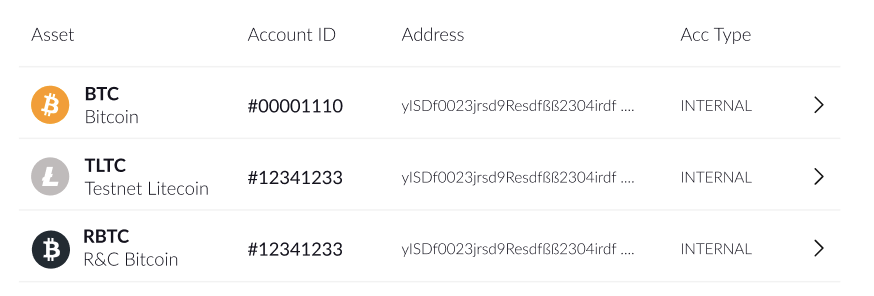 Asset Account ID Address Acc Type
BTC
Bitcoin #00001110 ylSDf0023jrsd9Resdfßß2304irdf .... INTERNAL
TLTC
Testnet Litecoin #12341233 ylSDf0023jrsd9Resdfßß2304irdf .... INTERNAL
RBTC
R&C Bitcoin #12341233 ylSDf0023jrsd9Resdfßß2304irdf .... INTERNAL